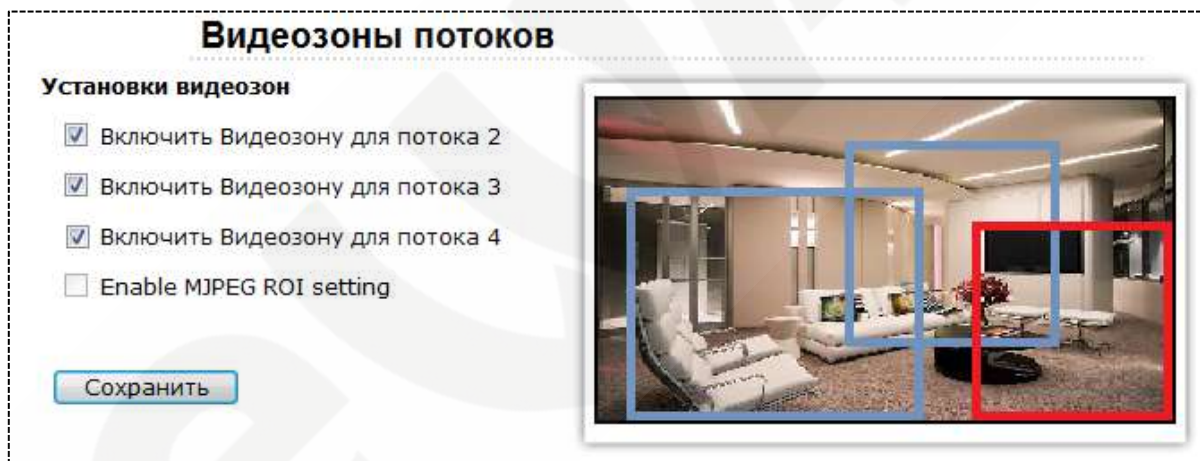 Видеозоны потоков
Установки видеозон
Включить Видеозону для потока 2
Включить Видеозону для потока 3
Включить Видеозону для потока 4
Enable MJPEG ROI setting
Сохранить